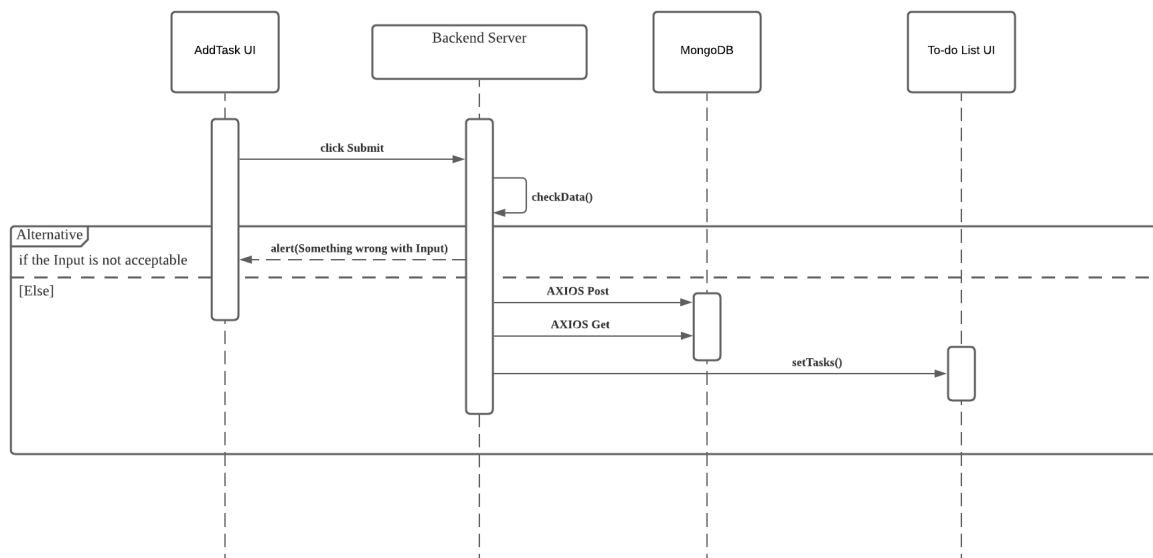 AddTask UI
Backend Server
MongoDB
To-do List UI
click Submit
checkData()
Alternative
alert(Something wrong with Input)
if the Input is not acceptable
[Else]
AXIOS Post
AXIOS Get
setTasks()